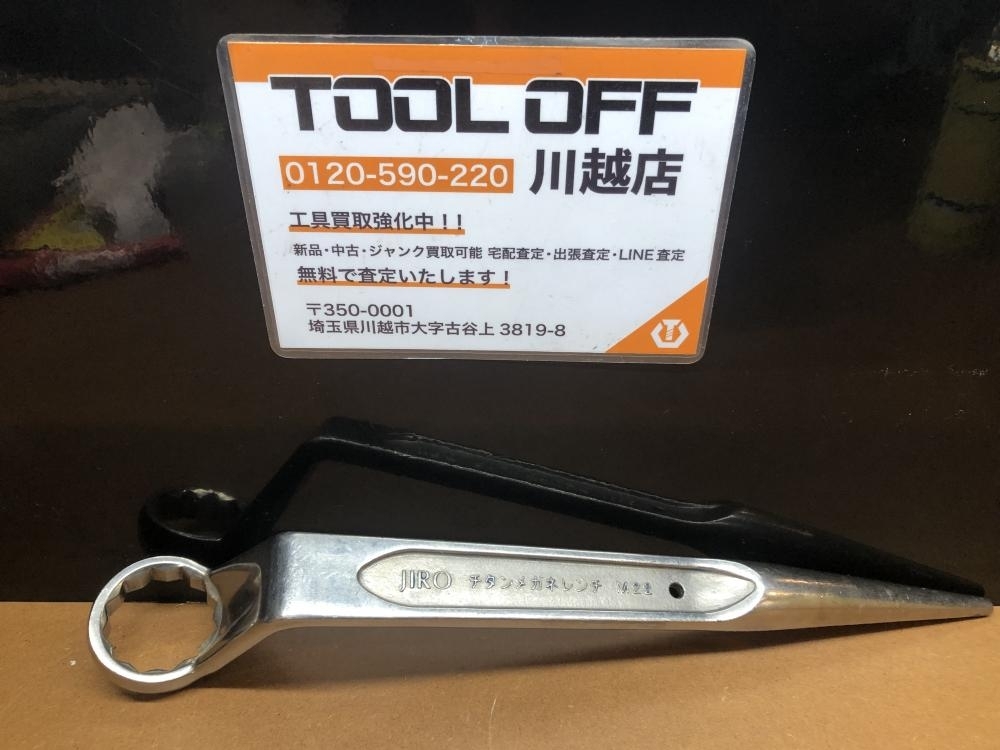 TOOL OFF
0120-590-220 川越店
工具買取強化中！！
新品・中古・ジャンク買取可能 宅配査定・出張査定・LINE査定
無料で査定いたします！
〒350-0001
埼玉県川越市大字古谷上 3819-8
JIRO チタンメガネレンチ M22